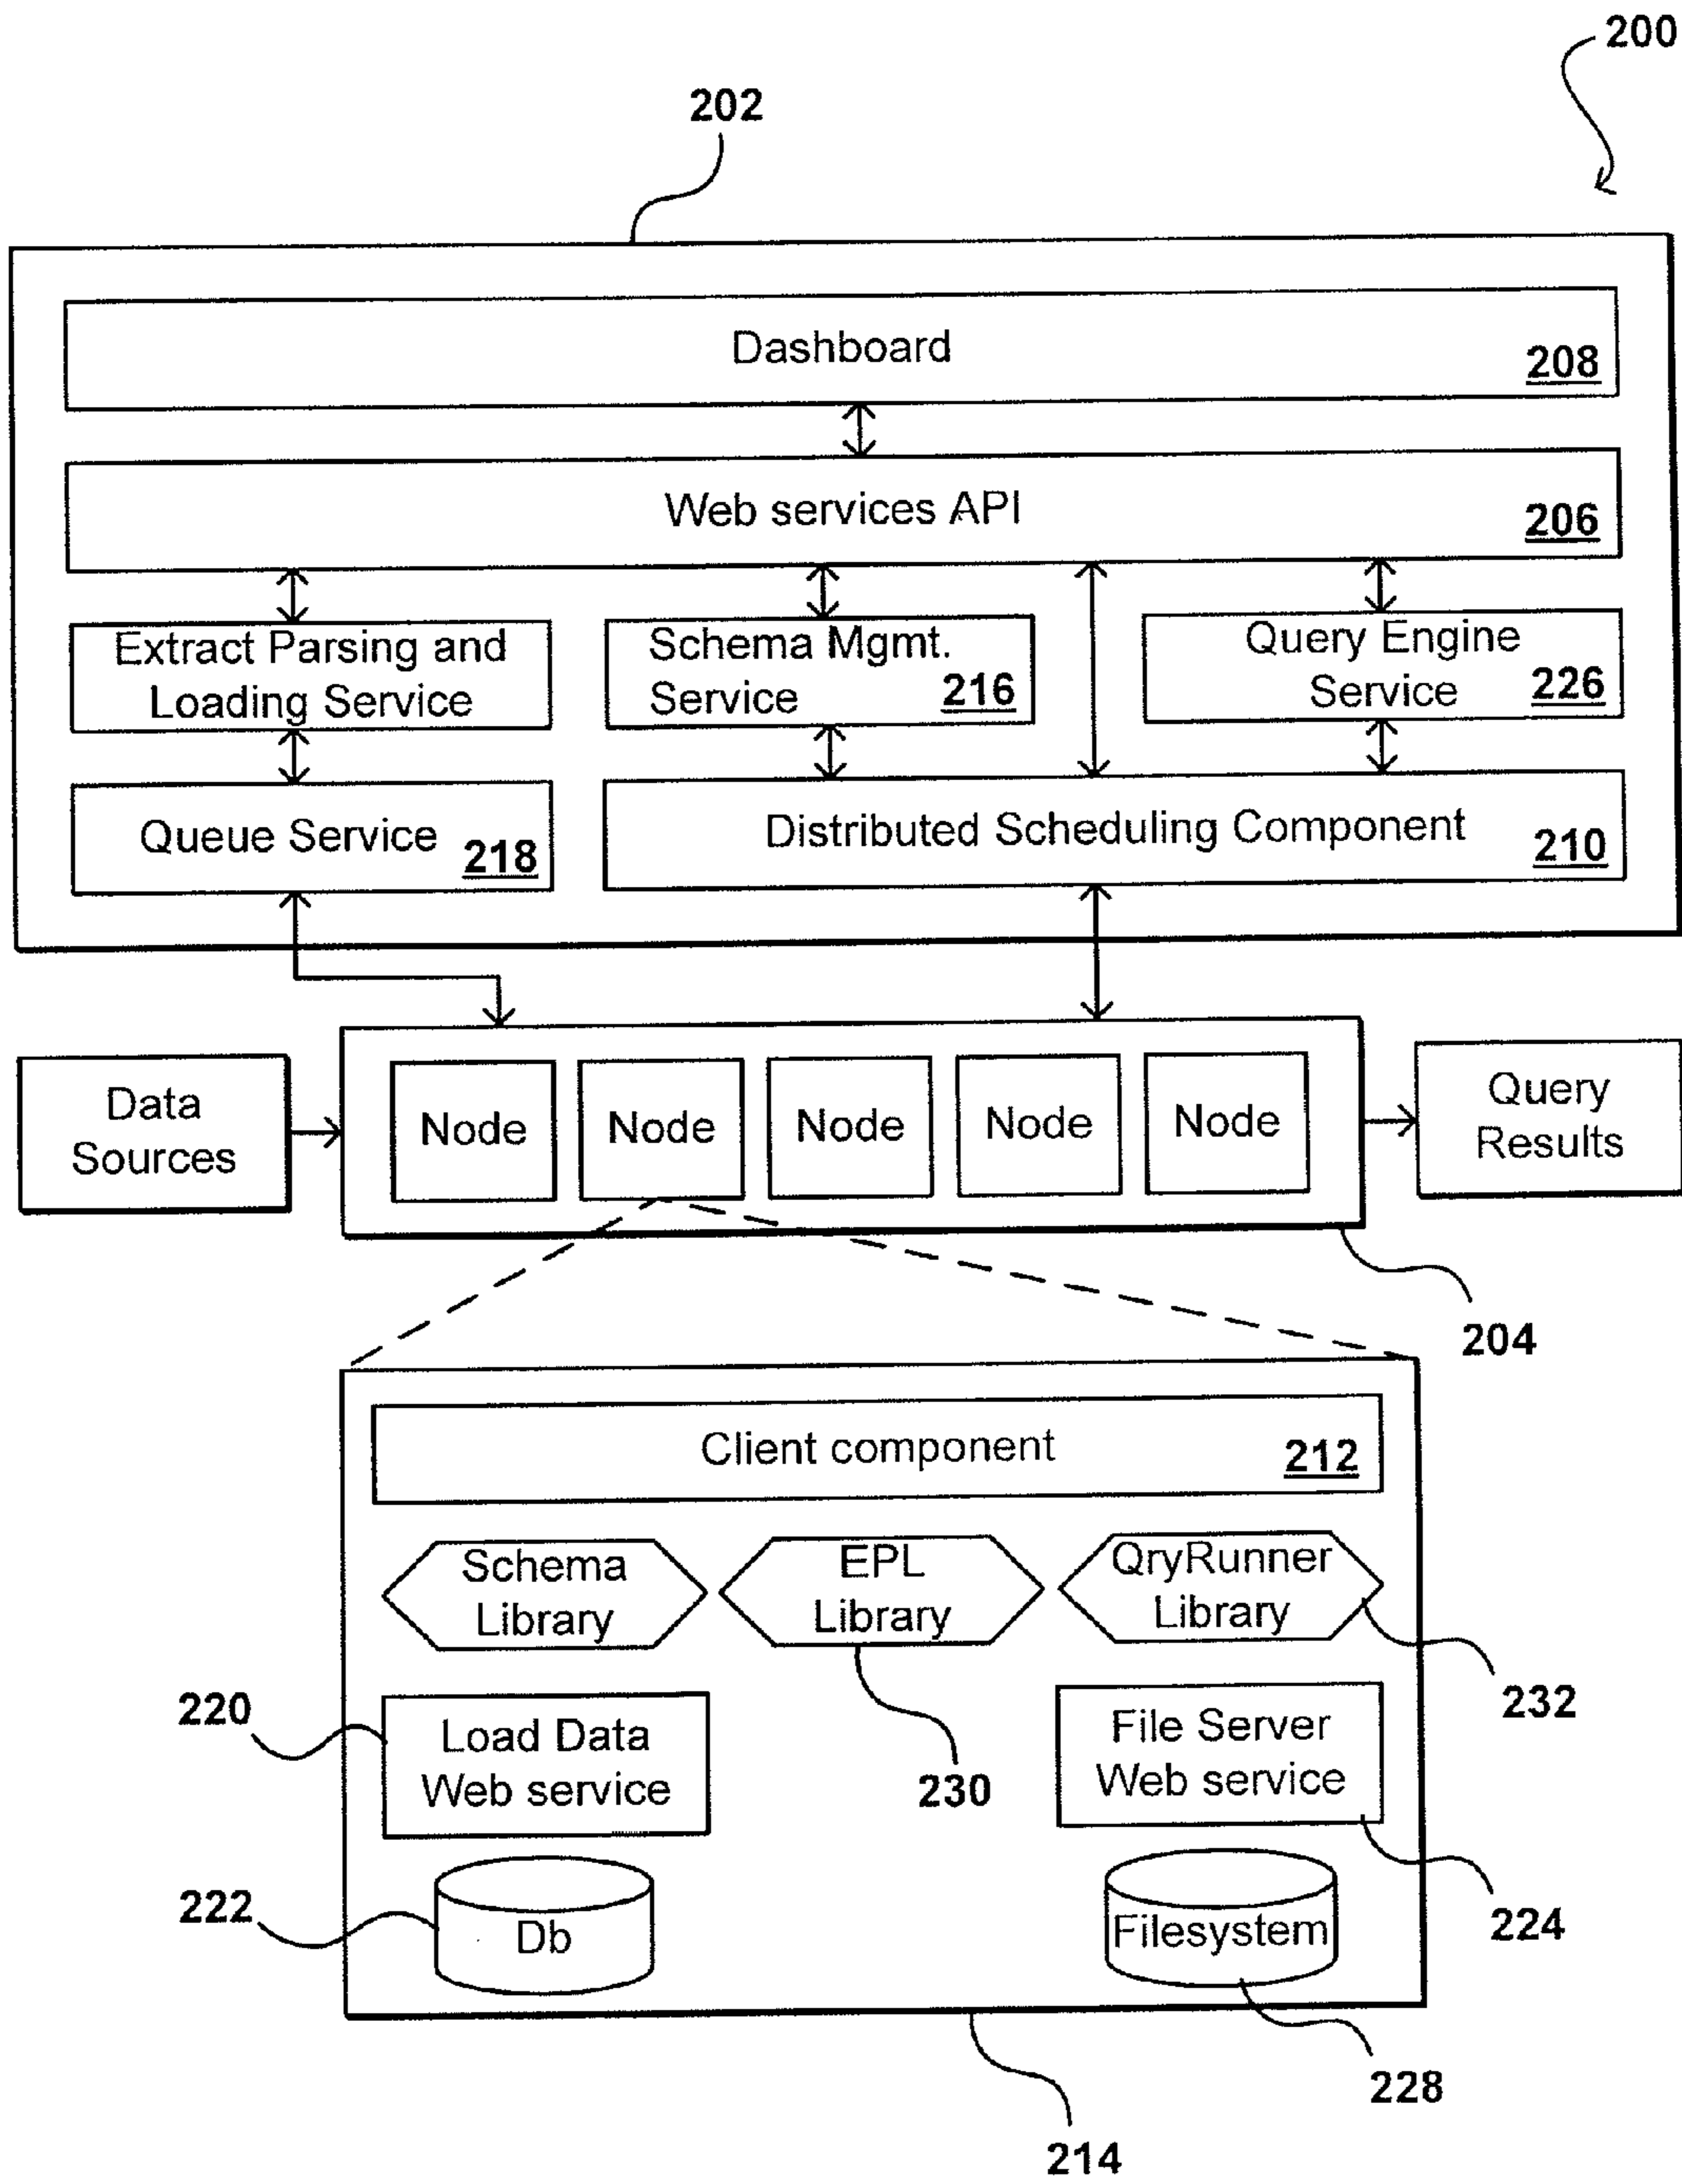 200
202
Dashboard
208
Web services API
206
Extract Parsing and
Loading Service
Schema Mgmt.
Service
216
Query Engine
Service
226
Queue Service
218
Distributed Scheduling Component
210
Data
Sources
Node
Node
Node
Node
Node
Query
Results
204
Client component
212
Schema
Library
EPL
Library
QryRunner
Library
220
Load Data
Web service
230
File Server
Web service
232
222
Db
Filesystem
224
228
214